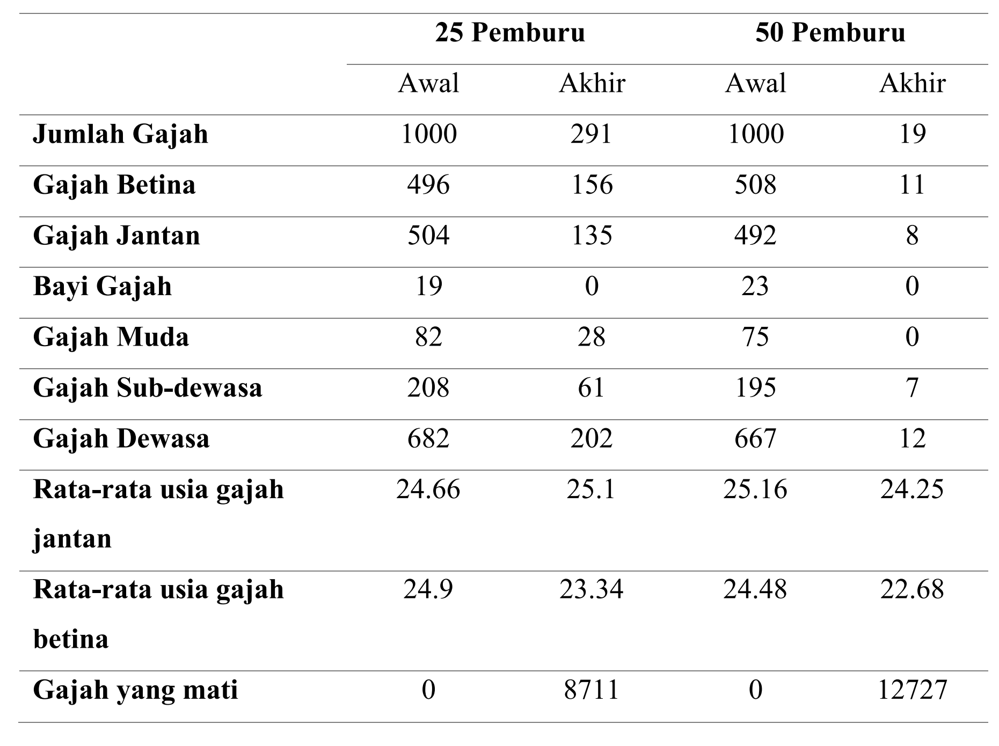 25 Pemburu 50 Pemburu
Awal Akhir Awal Akhir
Jumlah Gajah 1000 291 1000 19
Gajah Betina 496 156 508 11
Gajah Jantan 504 135 492 8
Bayi Gajah 19 0 23 0
Gajah Muda 82 28 75 0
Gajah Sub-dewasa 208 61 195 7
Gajah Dewasa 682 202 667 12
Rata-rata usia gajah 24.66 25.1 25.16 24.25
jantan
Rata-rata usia gajah 24.9 23.34 24.48 22.68
betina
Gajah yang mati 0 8711 0 12727